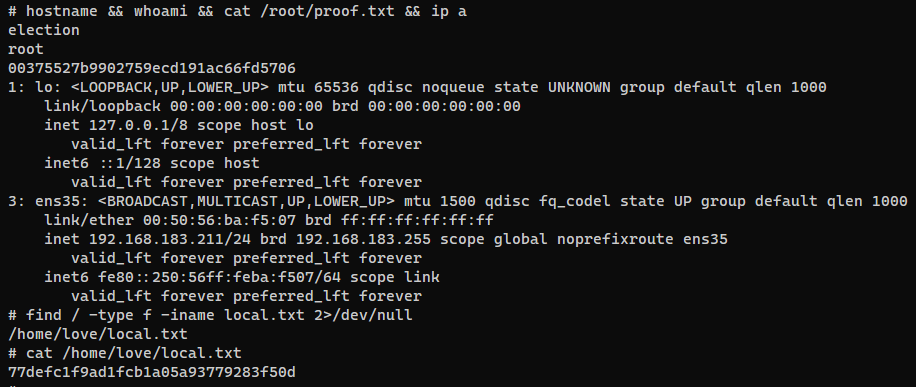 # hostname && whoami && cat /root/proof.txt && ip a
election
root
00375527b9902759ecd191ac66fd5706
1: lo: <LOOPBACK,UP,LOWER_UP> mtu 65536 qdisc noqueue state UNKNOWN group default qlen 1000
    link/loopback 00:00:00:00:00:00 brd 00:00:00:00:00:00
    inet 127.0.0.1/8 scope host lo
       valid_lft forever preferred_lft forever
    inet6 ::1/128 scope host
       valid_lft forever preferred_lft forever
3: ens35: <BROADCAST,MULTICAST,UP,LOWER_UP> mtu 1500 qdisc fq_codel state UP group default qlen 1000
    link/ether 00:50:56:ba:f5:07 brd ff:ff:ff:ff:ff:ff
    inet 192.168.183.211/24 brd 192.168.183.255 scope global noprefixroute ens35
       valid_lft forever preferred_lft forever
    inet6 fe80::250:56ff:feba:f507/64 scope link
       valid_lft forever preferred_lft forever
# find / -type f -iname local.txt 2>/dev/null
/home/love/local.txt
# cat /home/love/local.txt
77defc1f9ad1fcb1a05a93779283f50d
#